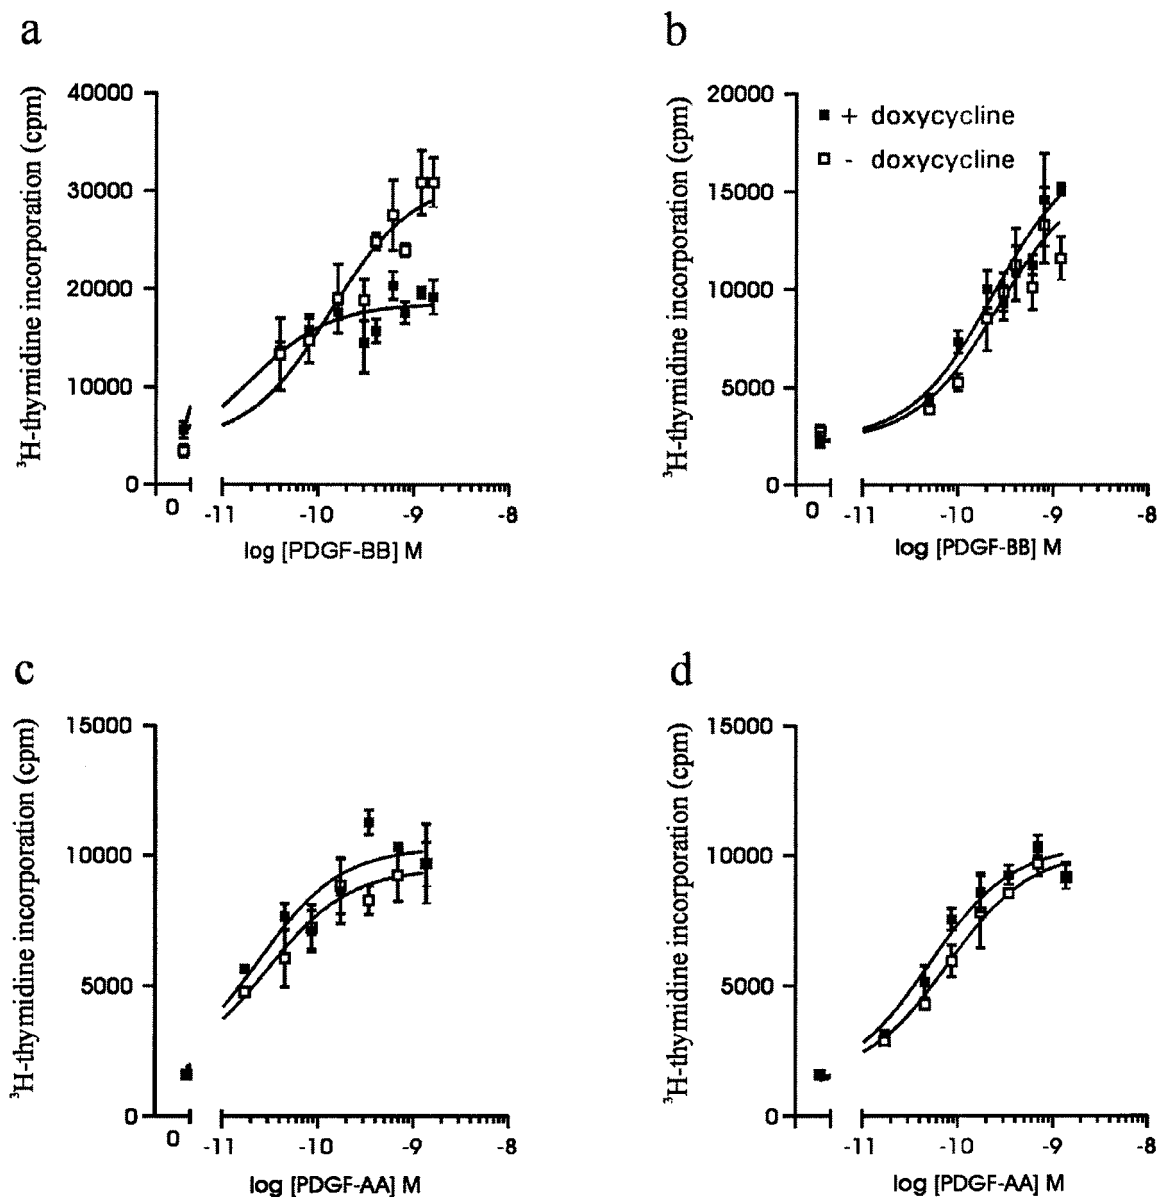 a
40000
30000
20000
10000
0
³H-thymidine incorporation (cpm)
0
-11
-10
-9
-8
log [PDGF-BB] M
b
20000
15000
10000
5000
0
³H-thymidine incorporation (cpm)
+ doxycycline
- doxycycline
0
-11
-10
-9
-8
log [PDGF-BB] M
c
15000
10000
5000
0
³H-thymidine incorporation (cpm)
0
-11
-10
-9
-8
log [PDGF-AA] M
d
15000
10000
5000
0
³H-thymidine incorporation (cpm)
0
-11
-10
-9
-8
log [PDGF-AA] M